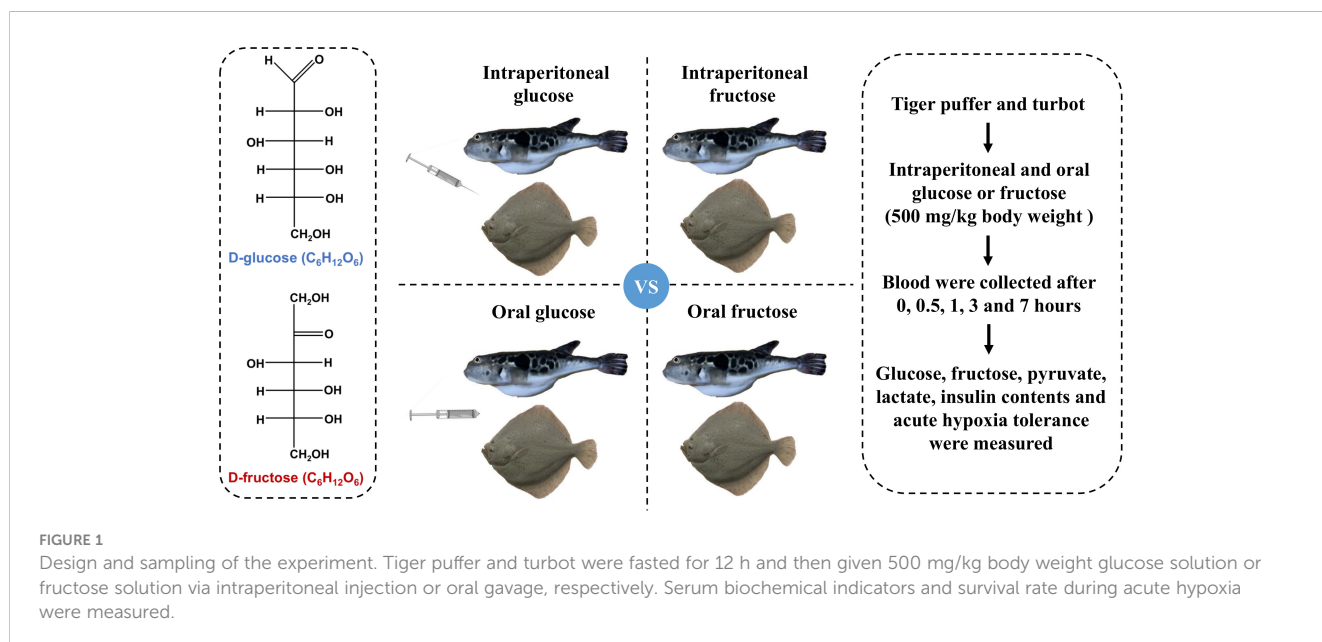 H
O
H
OH
OH
H
H
OH
H
OH
CH₂OH
D-glucose (C₆H₁₂O₆)
CH₂OH
O
OH
H
H
OH
H
OH
CH₂OH
D-fructose (C₆H₁₂O₆)
Intraperitoneal
glucose
Intraperitoneal
fructose
VS
Oral glucose
Oral fructose
Tiger puffer and turbot
Intraperitoneal and oral
glucose or fructose
(500 mg/kg body weight )
Blood were collected after
0, 0.5, 1, 3 and 7 hours
Glucose, fructose, pyruvate,
lactate, insulin contents and
acute hypoxia tolerance
were measured
FIGURE 1
Design and sampling of the experiment. Tiger puffer and turbot were fasted for 12 h and then given 500 mg/kg body weight glucose solution or
fructose solution via intraperitoneal injection or oral gavage, respectively. Serum biochemical indicators and survival rate during acute hypoxia
were measured.